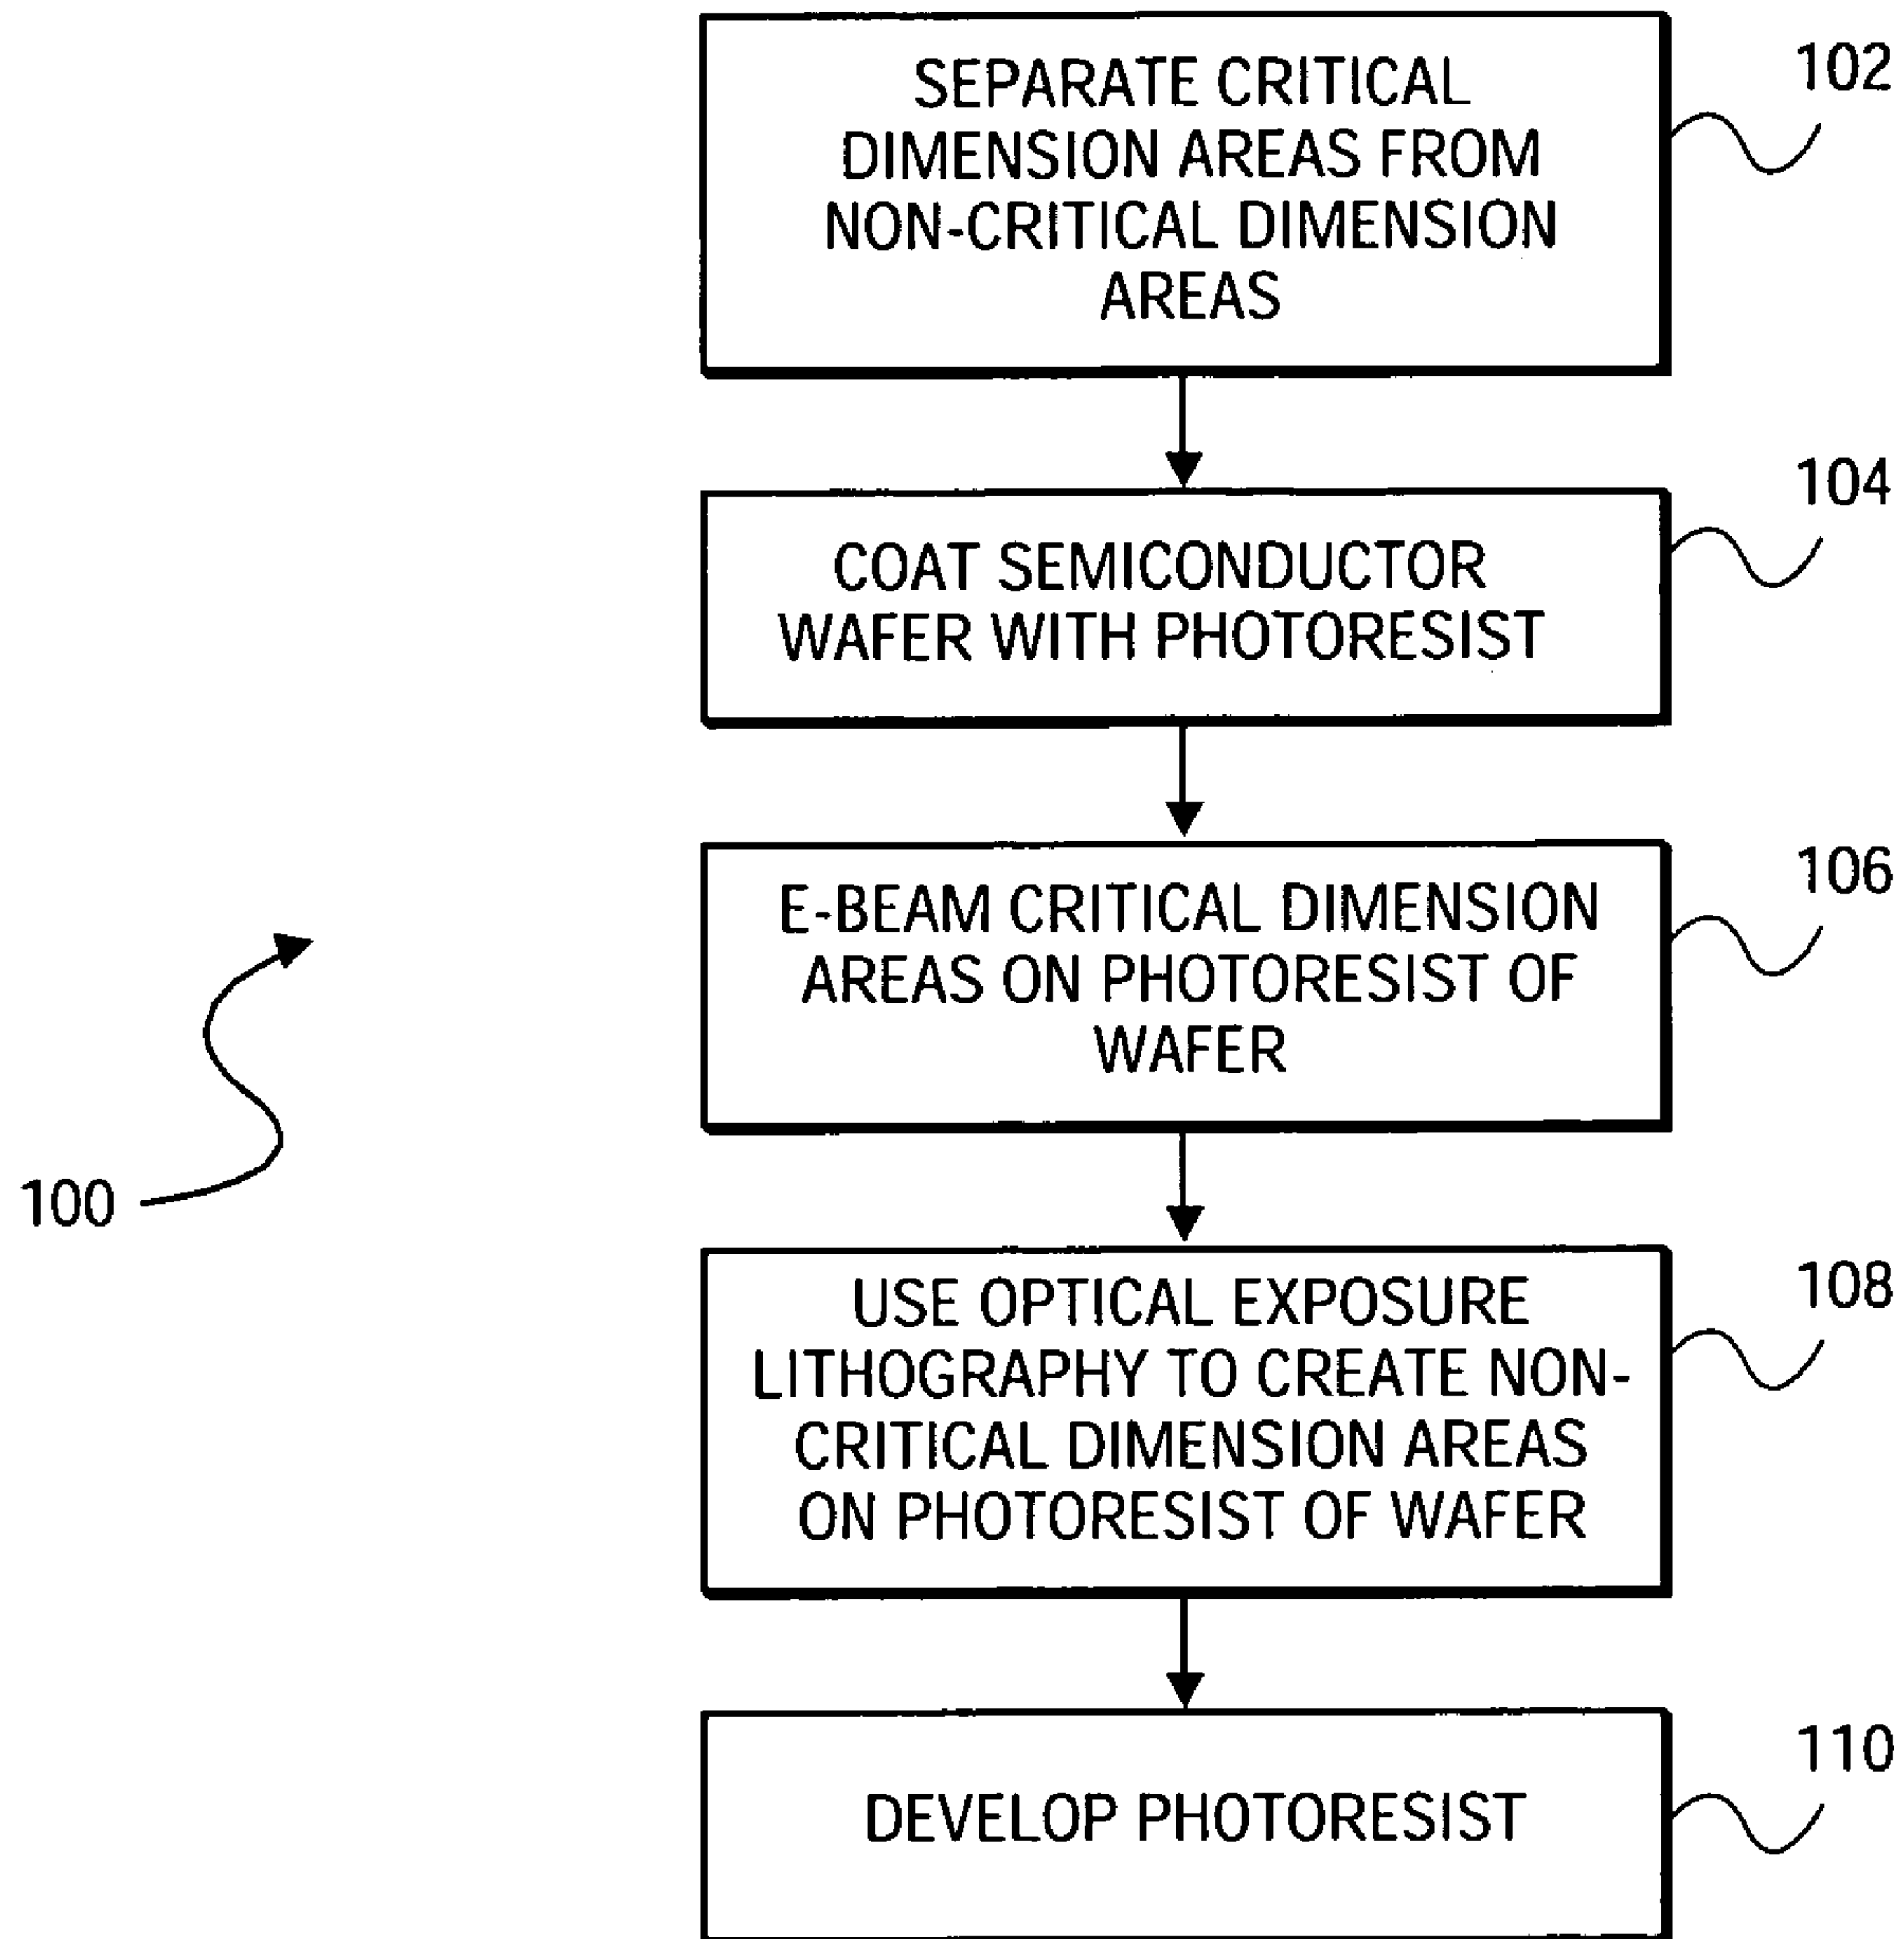 SEPARATE CRITICAL
DIMENSION AREAS FROM
NON-CRITICAL DIMENSION
AREAS
102
COAT SEMICONDUCTOR
WAFER WITH PHOTORESIST
104
E-BEAM CRITICAL DIMENSION
AREAS ON PHOTORESIST OF
WAFER
106
100
USE OPTICAL EXPOSURE
LITHOGRAPHY TO CREATE NON-
CRITICAL DIMENSION AREAS
ON PHOTORESIST OF WAFER
108
DEVELOP PHOTORESIST
110